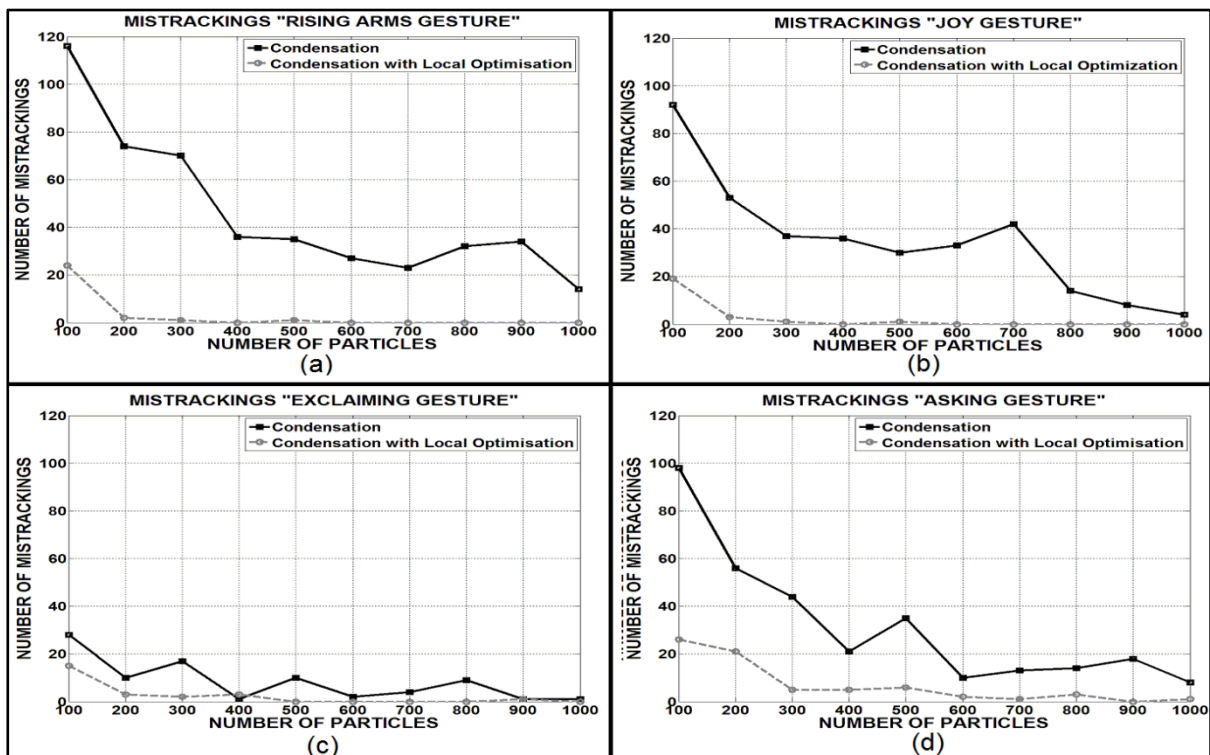 MISTRACKINGS "RISING ARMS GESTURE"
Condensation
Condensation with Local Optimisation
NUMBER OF MISTRACKINGS
120
100
80
60
40
20
0
100 200 300 400 500 600 700 800 900 1000
NUMBER OF PARTICLES
(a)
MISTRACKINGS "JOY GESTURE"
Condensation
Condensation with Local Optimization
NUMBER OF MISTRACKINGS
120
100
80
60
40
20
0
100 200 300 400 500 600 700 800 900 1000
NUMBER OF PARTICLES
(b)
MISTRACKINGS "EXCLAIMING GESTURE"
Condensation
Condensation with Local Optimisation
NUMBER OF MISTRACKINGS
120
100
80
60
40
20
0
100 200 300 400 500 600 700 800 900 1000
NUMBER OF PARTICLES
(c)
MISTRACKINGS "ASKING GESTURE"
Condensation
Condensation with Local Optimisation
NUMBER OF MISTRACKINGS
120
100
80
60
40
20
0
100 200 300 400 500 600 700 800 900 1000
NUMBER OF PARTICLES
(d)